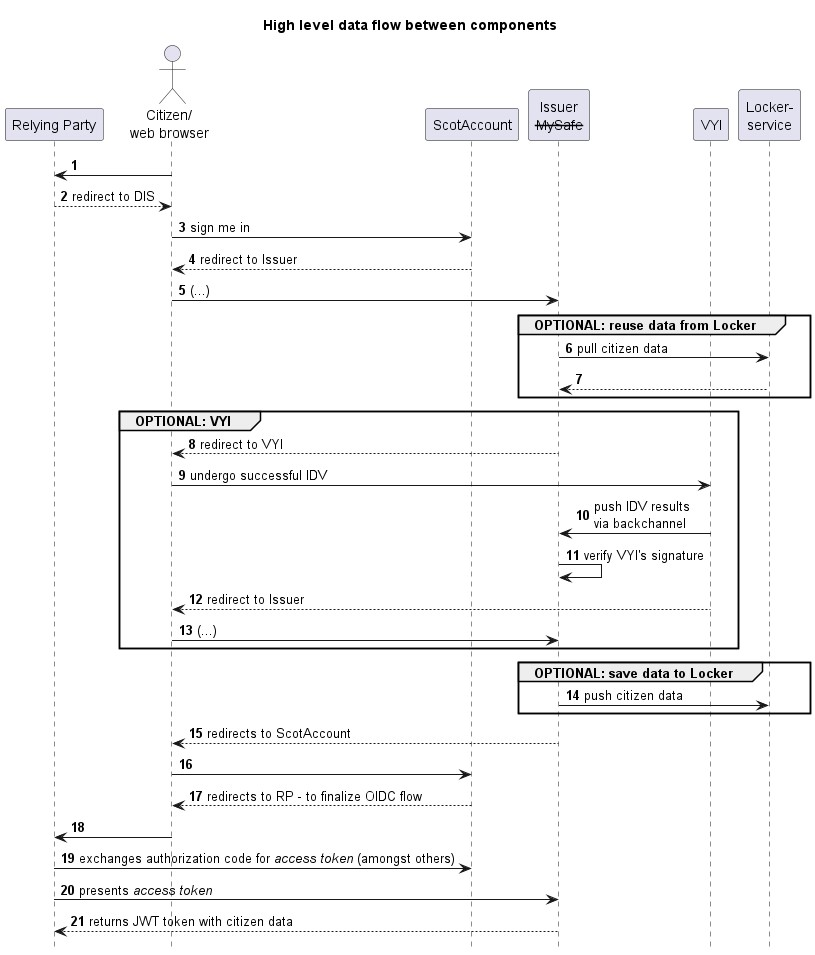 High level data flow between components
Relying Party
Citizen/
web browser
ScotAccount
Issuer
MySafe
VYI
Locker-
service
1
2 redirect to DIS
3 sign me in
4 redirect to Issuer
5 (...)
OPTIONAL: reuse data from Locker
6 pull citizen data
7
OPTIONAL: VYI
8 redirect to VYI
9 undergo successful IDV
10 push IDV results
via backchannel
11 verify VYI's signature
12 redirect to Issuer
13 (...)
OPTIONAL: save data to Locker
14 push citizen data
15 redirects to ScotAccount
16
17 redirects to RP - to finalize OIDC flow
18
19 exchanges authorization code for access token (amongst others)
20 presents access token
21 returns JWT token with citizen data